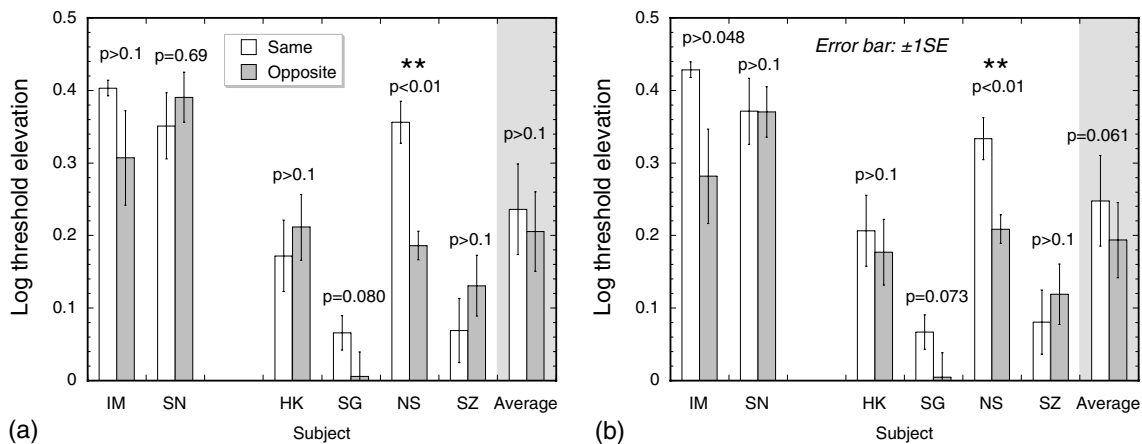 0.5
0.4
0.3
0.2
0.1
0
Log threshold elevation
Same
Opposite
p>0.1
p=0.69
p>0.1
p=0.080
**
p<0.01
p>0.1
p>0.1
IM SN HK SG NS SZ Average
Subject
(a)
0.5
0.4
0.3
0.2
0.1
0
Log threshold elevation
Error bar: ±1SE
p>0.048
p>0.1
p>0.1
p=0.073
**
p<0.01
p>0.1
p=0.061
IM SN HK SG NS SZ Average
Subject
(b)